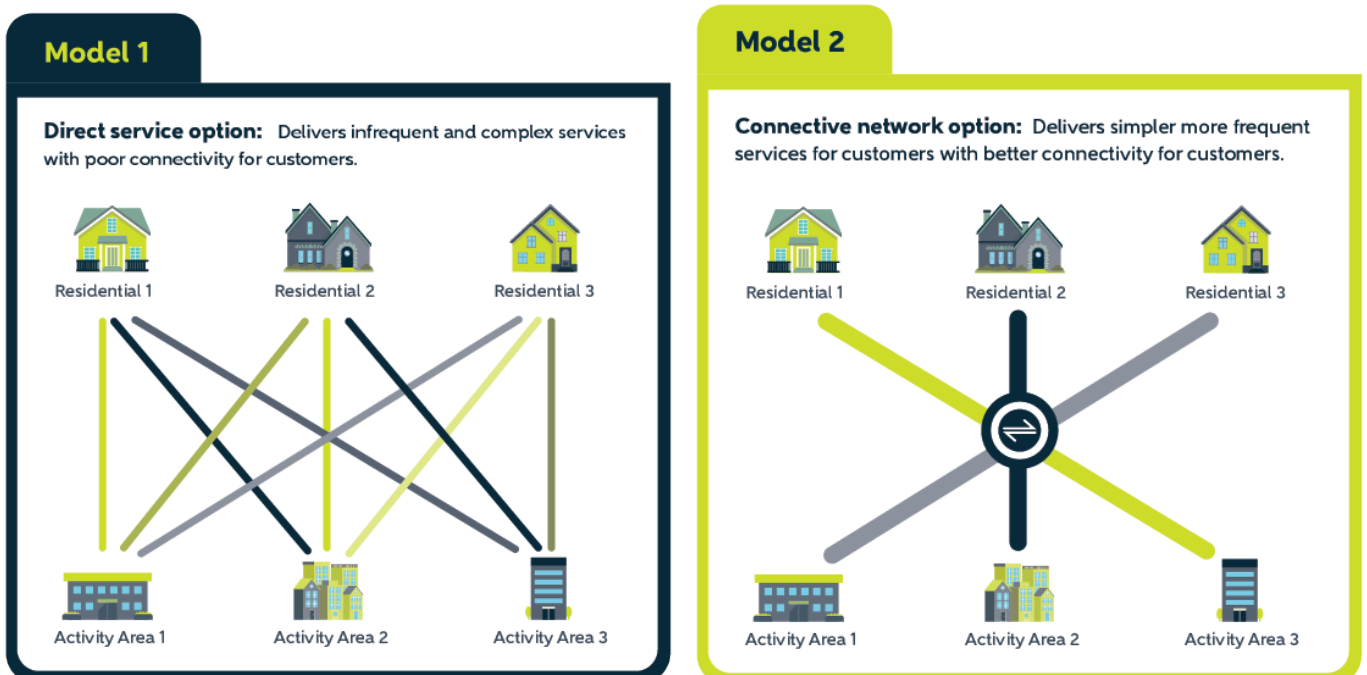 Model 1
Direct service option: Delivers infrequent and complex services
with poor connectivity for customers.
Residential 1
Residential 2
Residential 3
Activity Area 1
Activity Area 2
Activity Area 3
Model 2
Connective network option: Delivers simpler more frequent
services for customers with better connectivity for customers.
Residential 1
Residential 2
Residential 3
Activity Area 1
Activity Area 2
Activity Area 3